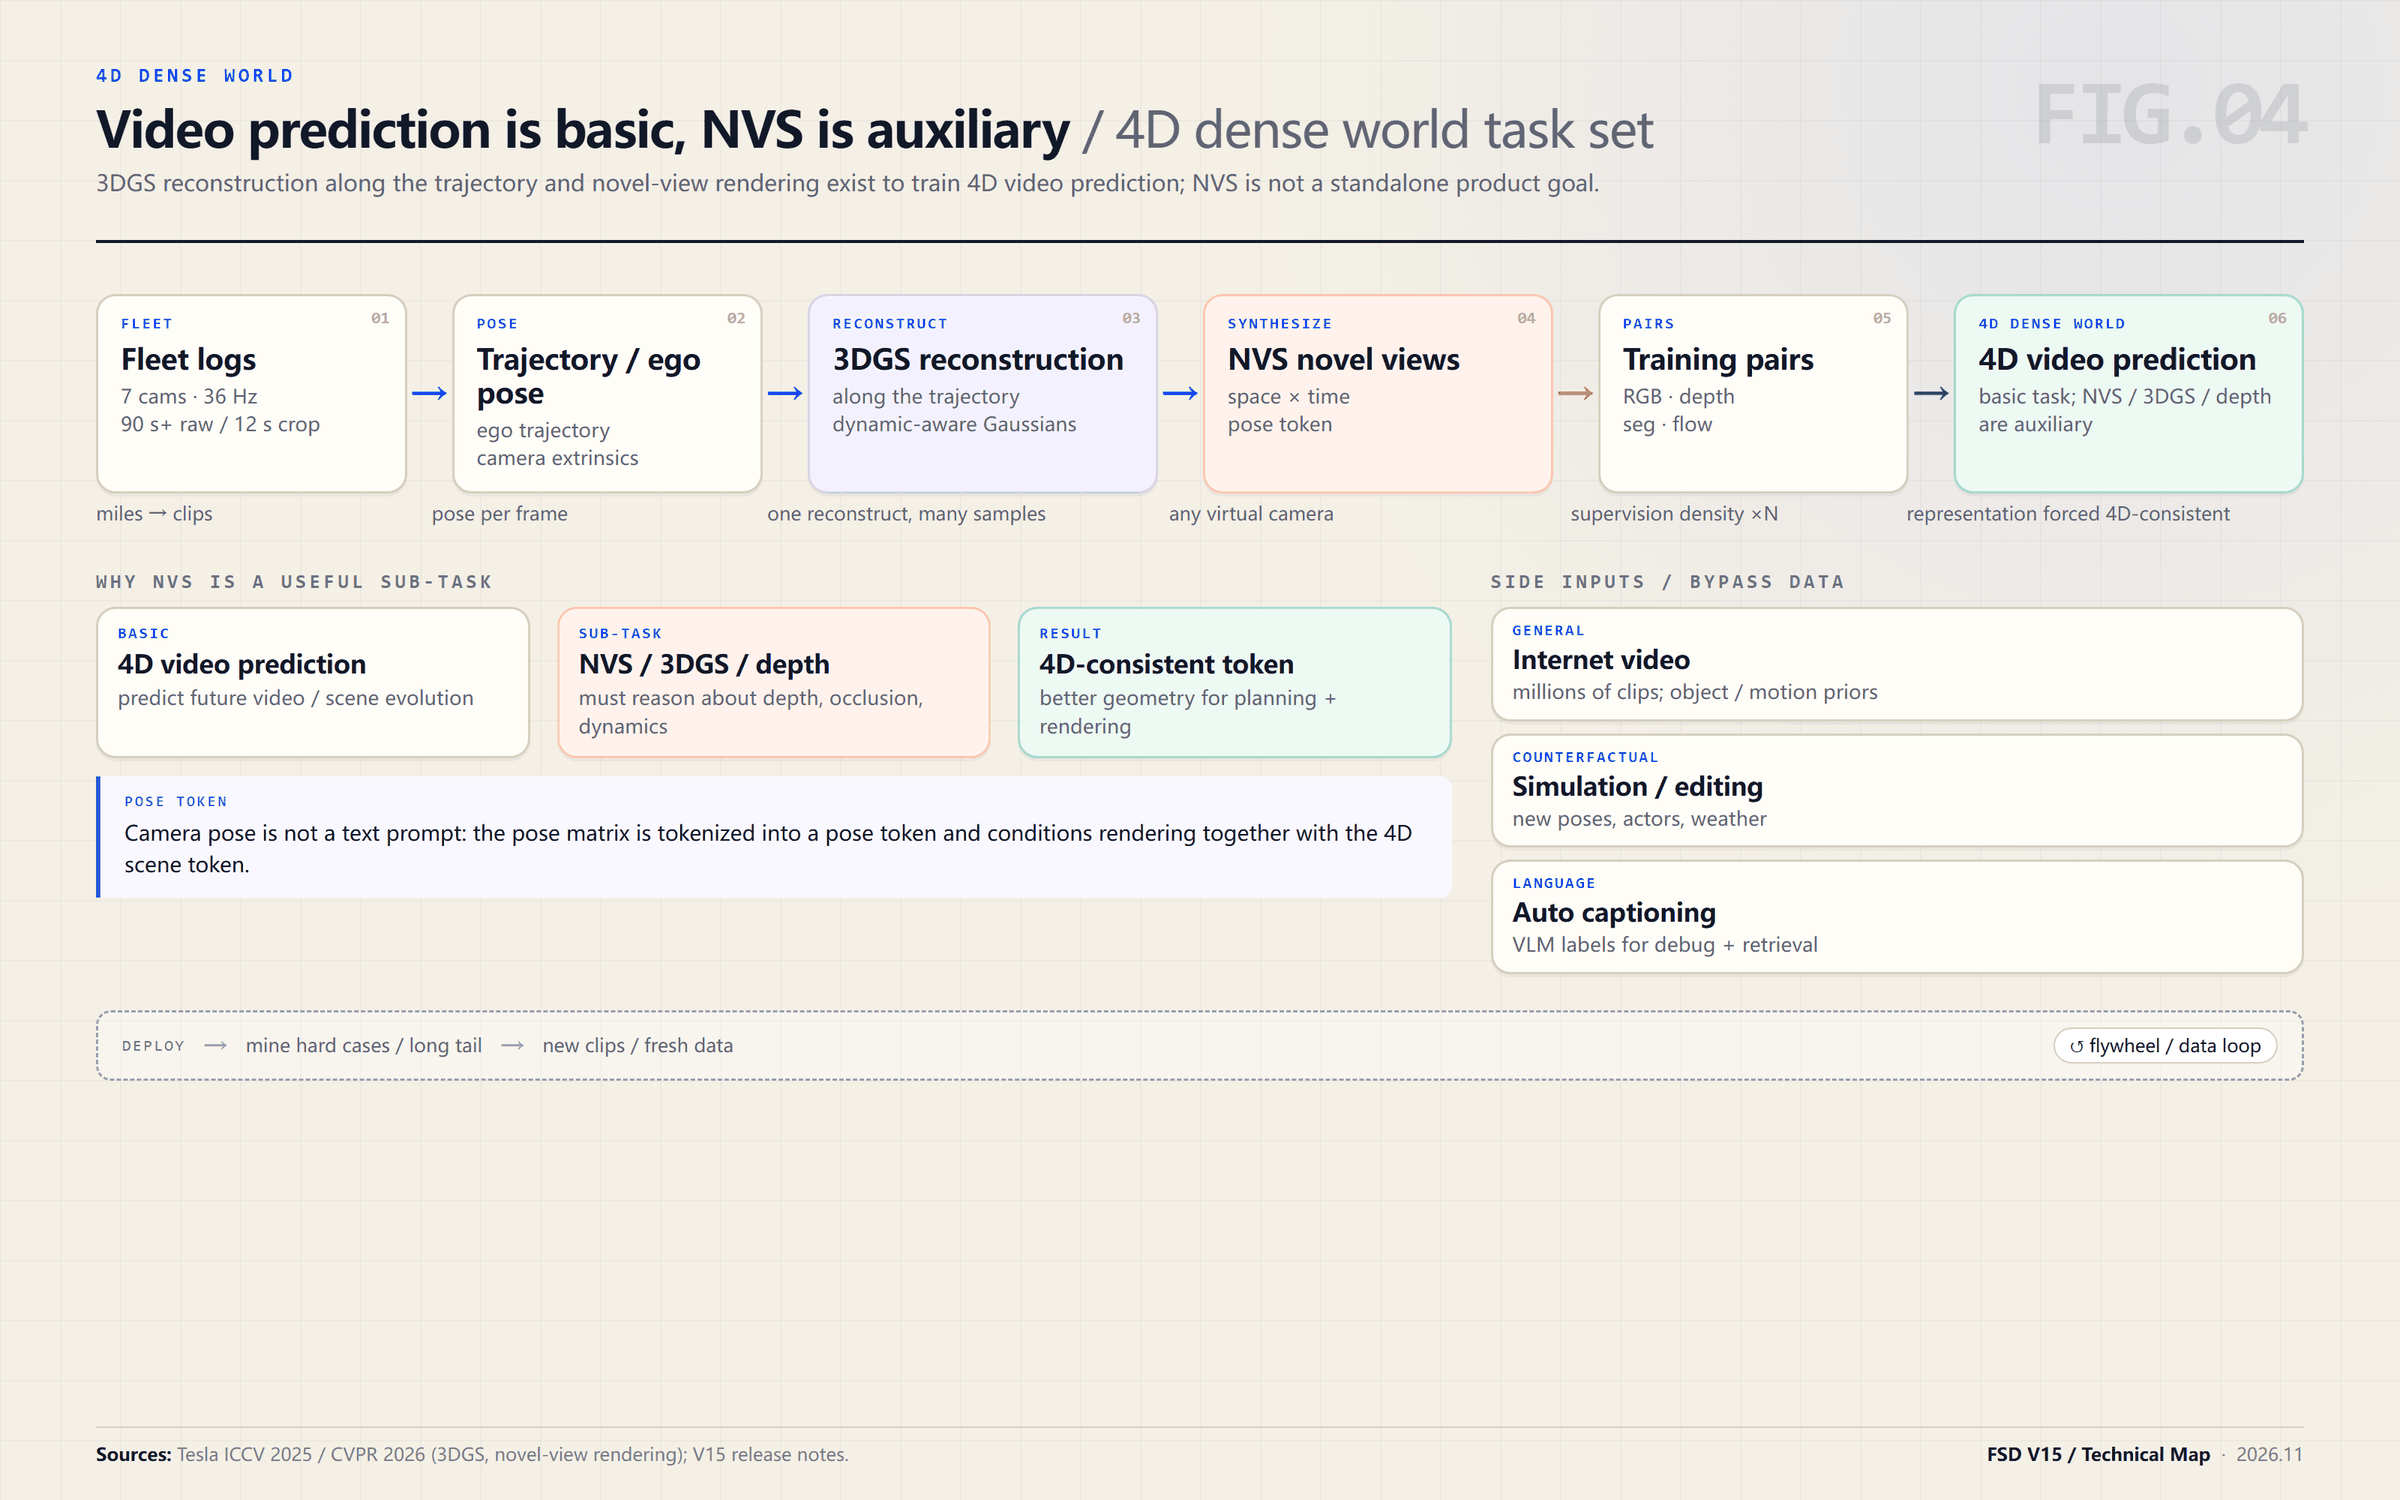 4D DENSE WORLD
Video prediction is basic, NVS is auxiliary / 4D dense world task set
FIG.04
3DGS reconstruction along the trajectory and novel-view rendering exist to train 4D video prediction; NVS is not a standalone product goal.
FLEET 01
Fleet logs
7 cams · 36 Hz
90 s+ raw / 12 s crop
→
POSE 02
Trajectory / ego
pose
ego trajectory
camera extrinsics
→
RECONSTRUCT 03
3DGS reconstruction
along the trajectory
dynamic-aware Gaussians
→
SYNTHESIZE 04
NVS novel views
space × time
pose token
→
PAIRS 05
Training pairs
RGB · depth
seg · flow
→
4D DENSE WORLD 06
4D video prediction
basic task; NVS / 3DGS / depth
are auxiliary
miles → clips
pose per frame
one reconstruct, many samples
any virtual camera
supervision density ×N
representation forced 4D-consistent
WHY NVS IS A USEFUL SUB-TASK
BASIC
4D video prediction
predict future video / scene evolution
SUB-TASK
NVS / 3DGS / depth
must reason about depth, occlusion,
dynamics
RESULT
4D-consistent token
better geometry for planning +
rendering
POSE TOKEN
Camera pose is not a text prompt: the pose matrix is tokenized into a pose token and conditions rendering together with the 4D
scene token.
SIDE INPUTS / BYPASS DATA
GENERAL
Internet video
millions of clips; object / motion priors
COUNTERFACTUAL
Simulation / editing
new poses, actors, weather
LANGUAGE
Auto captioning
VLM labels for debug + retrieval
DEPLOY → mine hard cases / long tail → new clips / fresh data
↺ flywheel / data loop
Sources: Tesla ICCV 2025 / CVPR 2026 (3DGS, novel-view rendering); V15 release notes.
FSD V15 / Technical Map · 2026.11